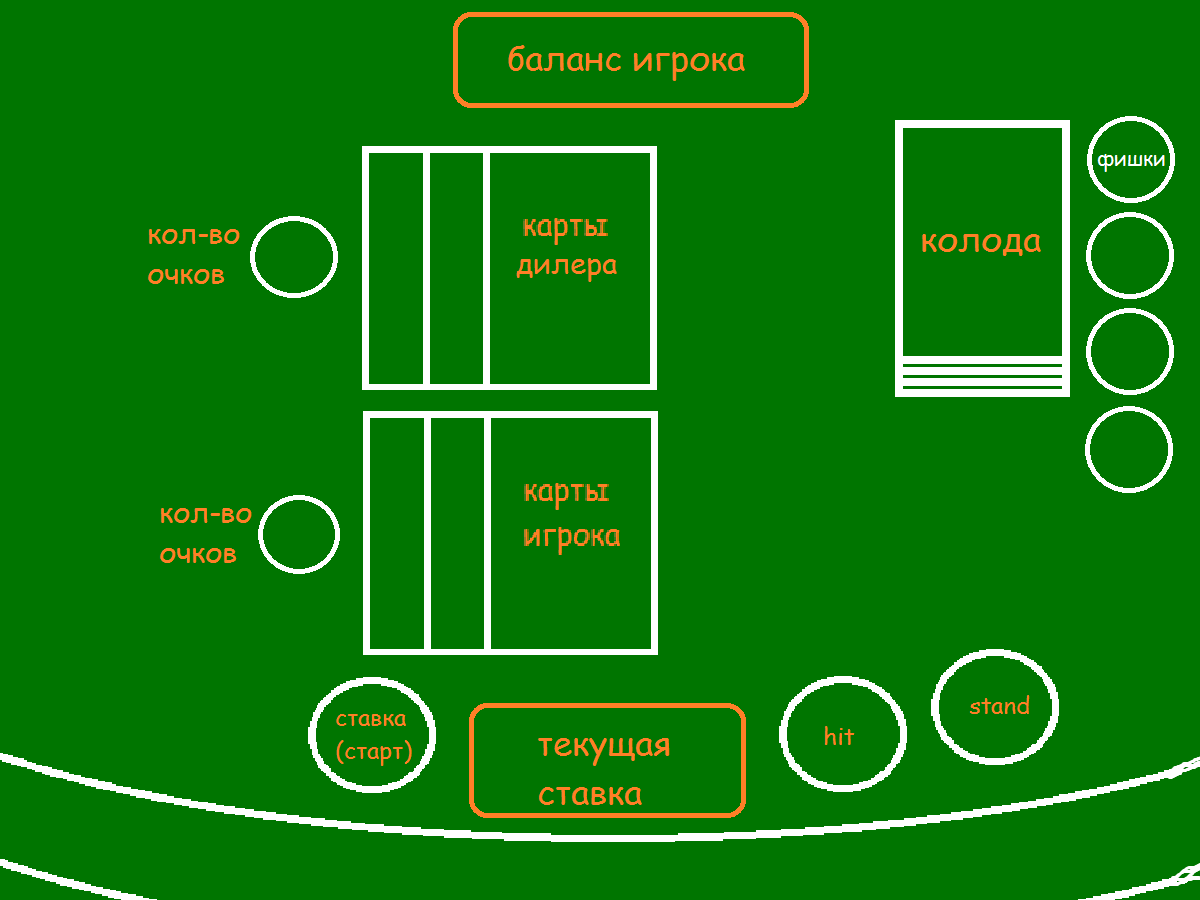 баланс игрока
фишки
кол-во
очков
карты
дилера
колода
кол-во
очков
карты
игрока
ставка
(старт)
текущая
ставка
hit
stand